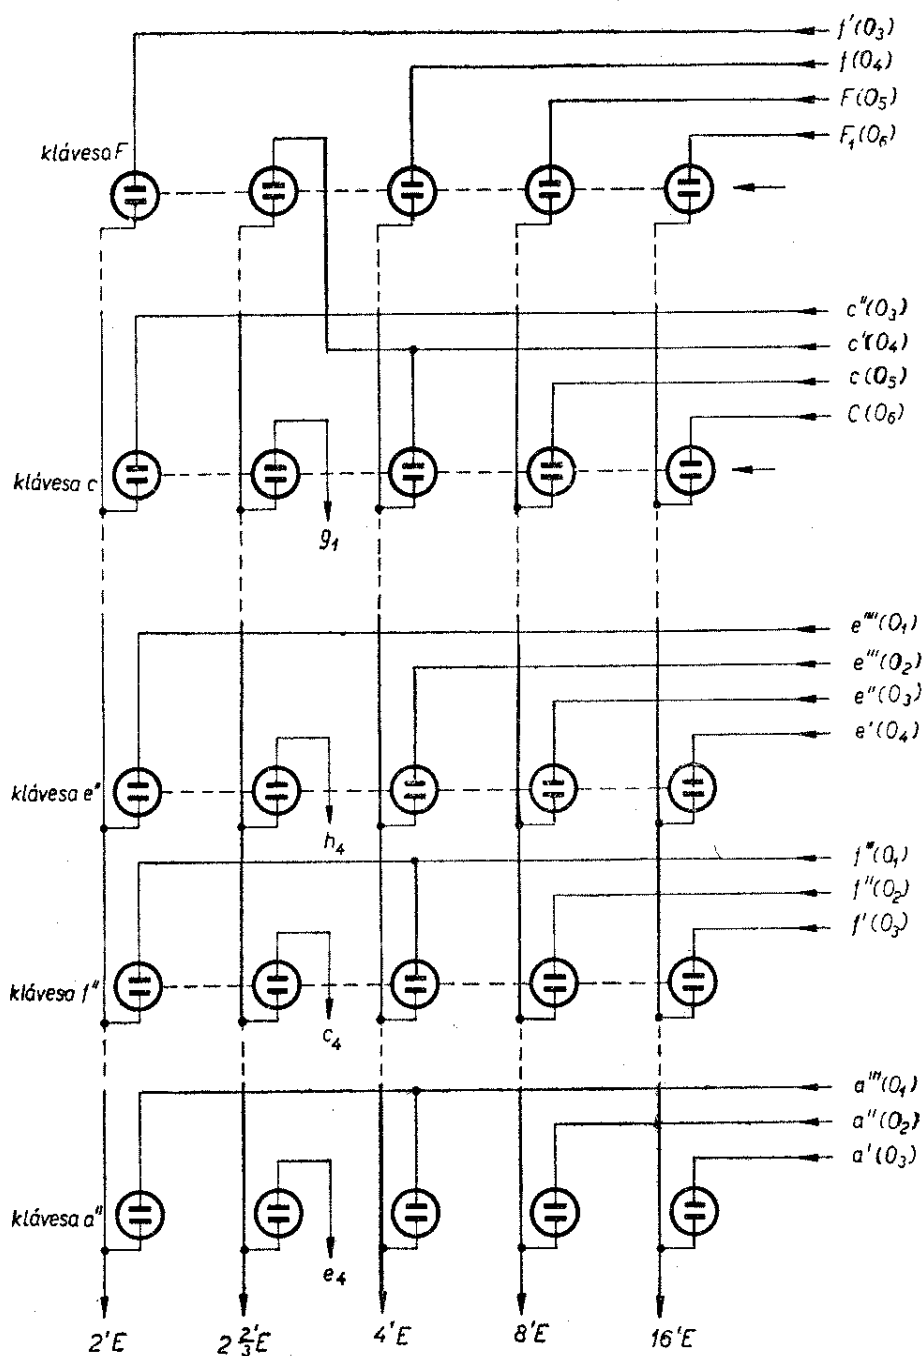 f'(O₃)
f(O₄)
F(O₅)
F₁(O₆)
klávesa F
c"(O₃)
c'(O₄)
c(O₅)
C(O₆)
klávesa c
g₁
e""(O₁)
e"'(O₂)
e"(O₃)
e'(O₄)
klávesa e"
h₄
f"'(O₁)
f"(O₂)
f'(O₃)
klávesa f"
c₄
a"'(O₁)
a"(O₂)
a'(O₃)
klávesa a"
e₄
2'E 2 2/3'E 4'E 8'E 16'E